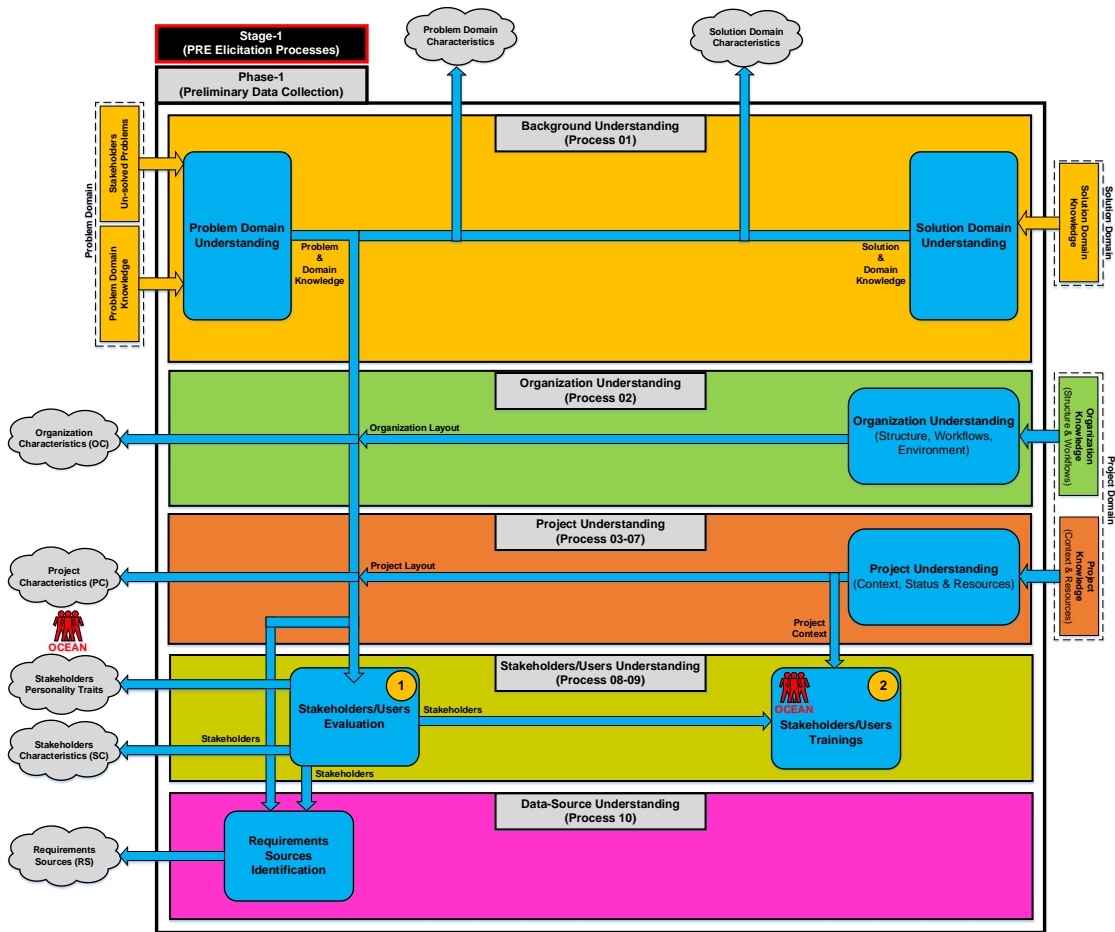 Stage-1
(PRE Elicitation Processes)
Problem Domain
Characteristics
Solution Domain
Characteristics
Phase-1
(Preliminary Data Collection)
Background Understanding
(Process 01)
Problem Domain
Stakeholders
Un-solved Problems
Problem Domain
Knowledge
Problem Domain
Understanding
Problem
&
Domain
Knowledge
Solution
&
Domain
Knowledge
Solution Domain
Understanding
Solution Domain
Knowledge
Solution Domain
Organization Understanding
(Process 02)
Organization
Characteristics (OC)
Organization Layout
Organization Understanding
(Structure, Workflows,
Environment)
Organization
Knowledge
(Structure & Workflows)
Project Domain
Project Understanding
(Process 03-07)
Project
Characteristics (PC)
Project Layout
Project Understanding
(Context, Status & Resources)
Project
Knowledge
(Context & Resources)
Project
Context
OCEAN
Stakeholders/Users Understanding
(Process 08-09)
Stakeholders
Personality Traits
1
Stakeholders/Users
Evaluation
Stakeholders
2
OCEAN
Stakeholders/Users
Trainings
Stakeholders
Characteristics (SC)
Stakeholders
Stakeholders
Data-Source Understanding
(Process 10)
Requirements
Sources (RS)
Requirements
Sources
Identification